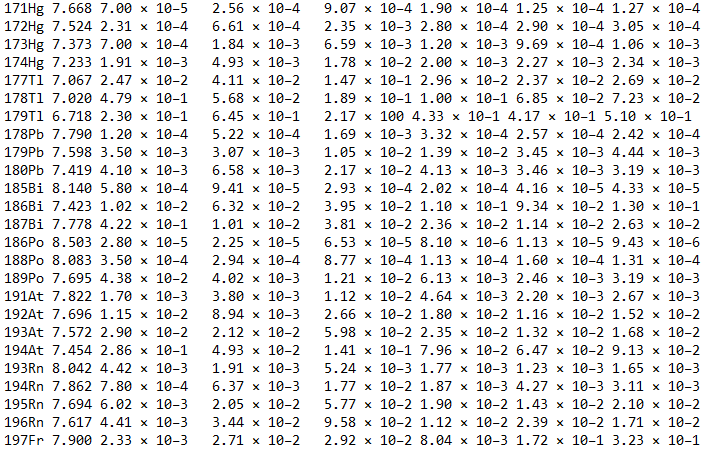 171Hg 7.668 7.00 × 10−5 2.56 × 10−4 9.07 × 10−4 1.90 × 10−4 1.25 × 10−4 1.27 × 10−4
172Hg 7.524 2.31 × 10−4 6.61 × 10−4 2.35 × 10−3 2.80 × 10−4 2.90 × 10−4 3.05 × 10−4
173Hg 7.373 7.00 × 10−4 1.84 × 10−3 6.59 × 10−3 1.20 × 10−3 9.69 × 10−4 1.06 × 10−3
174Hg 7.233 1.91 × 10−3 4.93 × 10−3 1.78 × 10−2 2.00 × 10−3 2.27 × 10−3 2.34 × 10−3
177Tl 7.067 2.47 × 10−2 4.11 × 10−2 1.47 × 10−1 2.96 × 10−2 2.37 × 10−2 2.69 × 10−2
178Tl 7.020 4.79 × 10−1 5.68 × 10−2 1.89 × 10−1 1.00 × 10−1 6.85 × 10−2 7.23 × 10−2
179Tl 6.718 2.30 × 10−1 6.45 × 10−1 2.17 × 100 4.33 × 10−1 4.17 × 10−1 5.10 × 10−1
178Pb 7.790 1.20 × 10−4 5.22 × 10−4 1.69 × 10−3 3.32 × 10−4 2.57 × 10−4 2.42 × 10−4
179Pb 7.598 3.50 × 10−3 3.07 × 10−3 1.05 × 10−2 1.39 × 10−2 3.45 × 10−3 4.44 × 10−3
180Pb 7.419 4.10 × 10−3 6.58 × 10−3 2.17 × 10−2 4.13 × 10−3 3.46 × 10−3 3.19 × 10−3
185Bi 8.140 5.80 × 10−4 9.41 × 10−5 2.93 × 10−4 2.02 × 10−4 4.16 × 10−5 4.33 × 10−5
186Bi 7.423 1.02 × 10−2 6.32 × 10−2 3.95 × 10−2 1.10 × 10−1 9.34 × 10−2 1.30 × 10−1
187Bi 7.778 4.22 × 10−1 1.01 × 10−2 3.81 × 10−2 2.36 × 10−2 1.14 × 10−2 2.63 × 10−2
186Po 8.503 2.80 × 10−5 2.25 × 10−5 6.53 × 10−5 8.10 × 10−6 1.13 × 10−5 9.43 × 10−6
188Po 8.083 3.50 × 10−4 2.94 × 10−4 8.77 × 10−4 1.13 × 10−4 1.60 × 10−4 1.31 × 10−4
189Po 7.695 4.38 × 10−2 4.02 × 10−3 1.21 × 10−2 6.13 × 10−3 2.46 × 10−3 3.19 × 10−3
191At 7.822 1.70 × 10−3 3.80 × 10−3 1.12 × 10−2 4.64 × 10−3 2.20 × 10−3 2.67 × 10−3
192At 7.696 1.15 × 10−2 8.94 × 10−3 2.66 × 10−2 1.80 × 10−2 1.16 × 10−2 1.52 × 10−2
193At 7.572 2.90 × 10−2 2.12 × 10−2 5.98 × 10−2 2.35 × 10−2 1.32 × 10−2 1.68 × 10−2
194At 7.454 2.86 × 10−1 4.93 × 10−2 1.41 × 10−1 7.96 × 10−2 6.47 × 10−2 9.13 × 10−2
193Rn 8.042 4.42 × 10−3 1.91 × 10−3 5.24 × 10−3 1.77 × 10−3 1.23 × 10−3 1.65 × 10−3
194Rn 7.862 7.80 × 10−4 6.37 × 10−3 1.77 × 10−2 1.87 × 10−3 4.27 × 10−3 3.11 × 10−3
195Rn 7.694 6.02 × 10−3 2.05 × 10−2 5.77 × 10−2 1.90 × 10−2 1.43 × 10−2 2.10 × 10−2
196Rn 7.617 4.41 × 10−3 3.44 × 10−2 9.58 × 10−2 1.12 × 10−2 2.39 × 10−2 1.71 × 10−2
197Fr 7.900 2.33 × 10−3 2.71 × 10−2 2.92 × 10−2 8.04 × 10−3 1.72 × 10−1 3.23 × 10−1